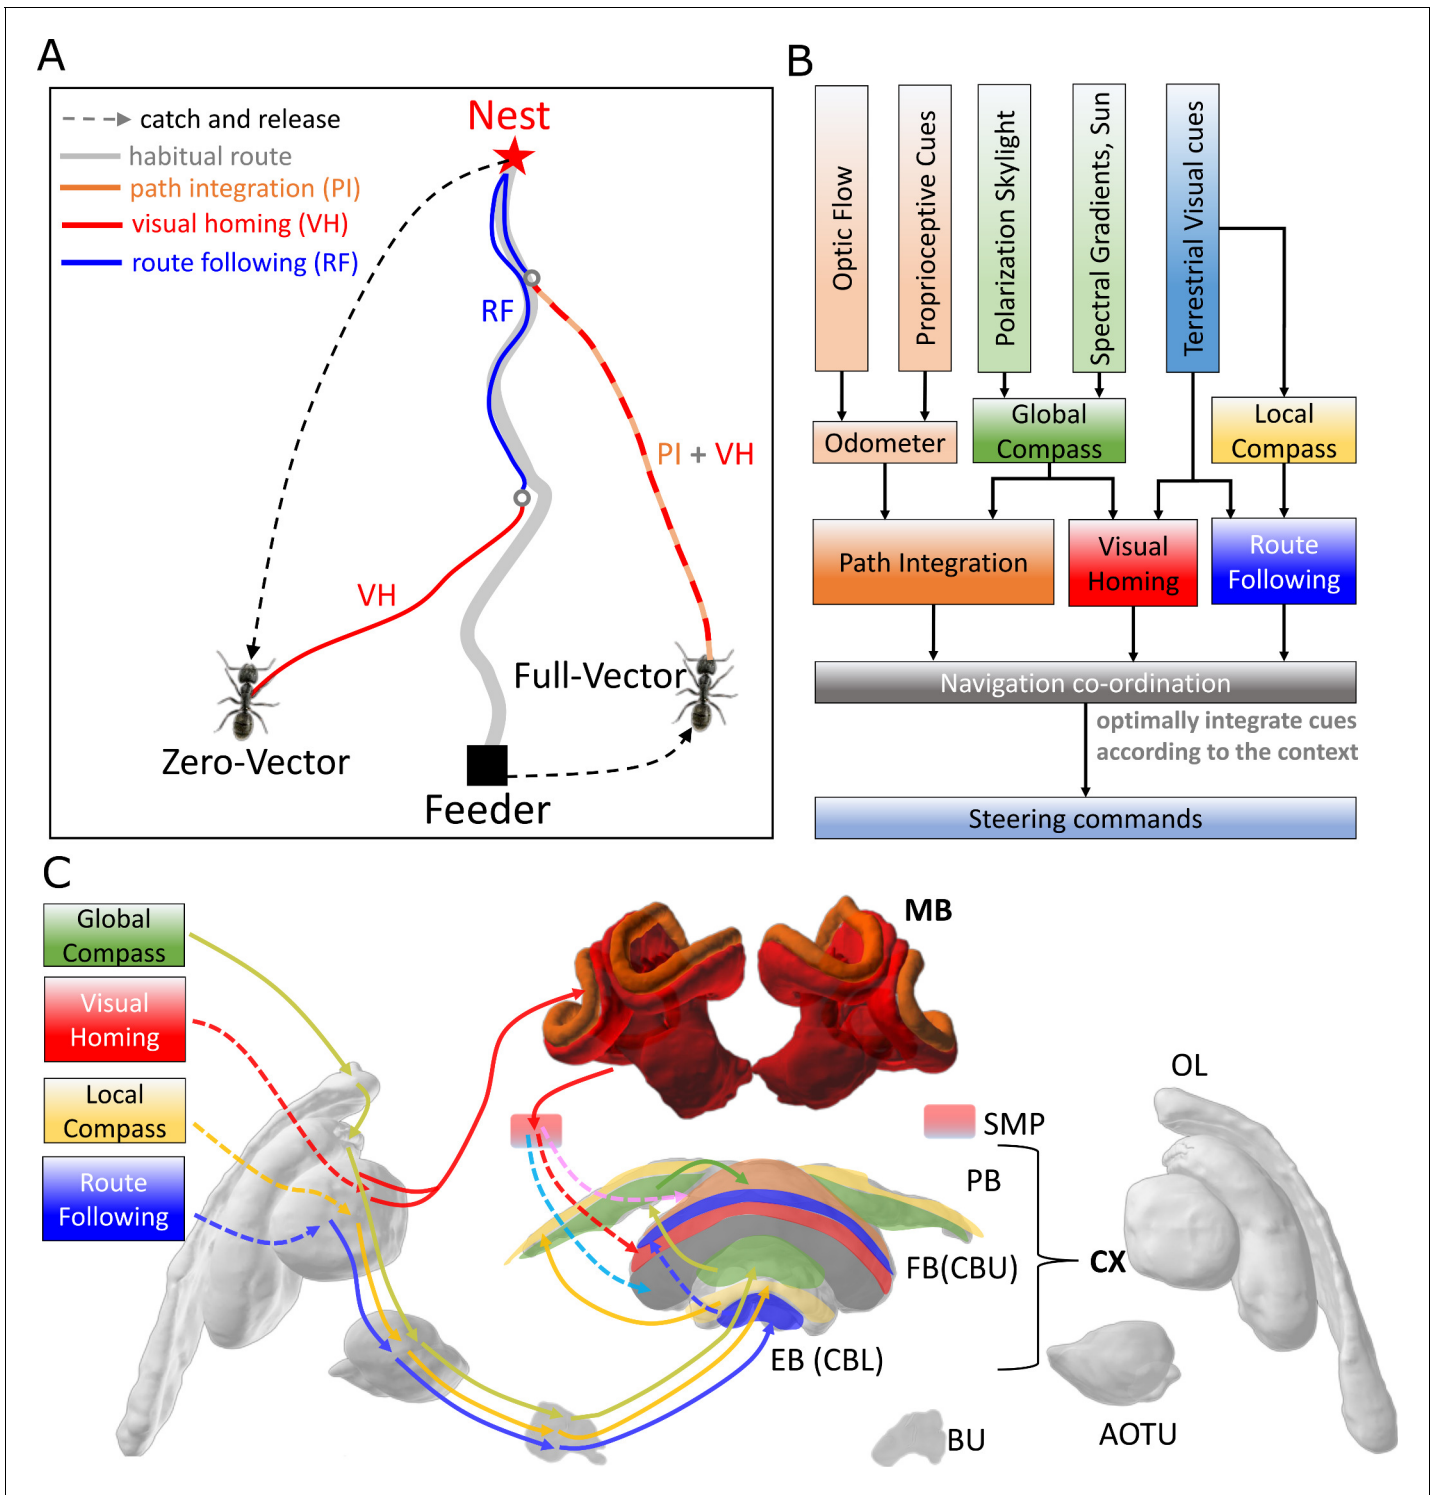 A
catch and release
habitual route
path integration (PI)
visual homing (VH)
route following (RF)
Nest
RF
PI + VH
VH
Full-Vector
Zero-Vector
Feeder
B
Optic Flow
Proprioceptive Cues
Polarization Skylight
Spectral Gradients, Sun
Terrestrial Visual cues
Odometer
Global
Compass
Local
Compass
Path Integration
Visual
Homing
Route
Following
Navigation co-ordination
optimally integrate cues
according to the context
Steering commands
C
Global
Compass
Visual
Homing
Local
Compass
Route
Following
MB
SMP
PB
FB(CBU)
EB (CBL)
CX
OL
AOTU
BU